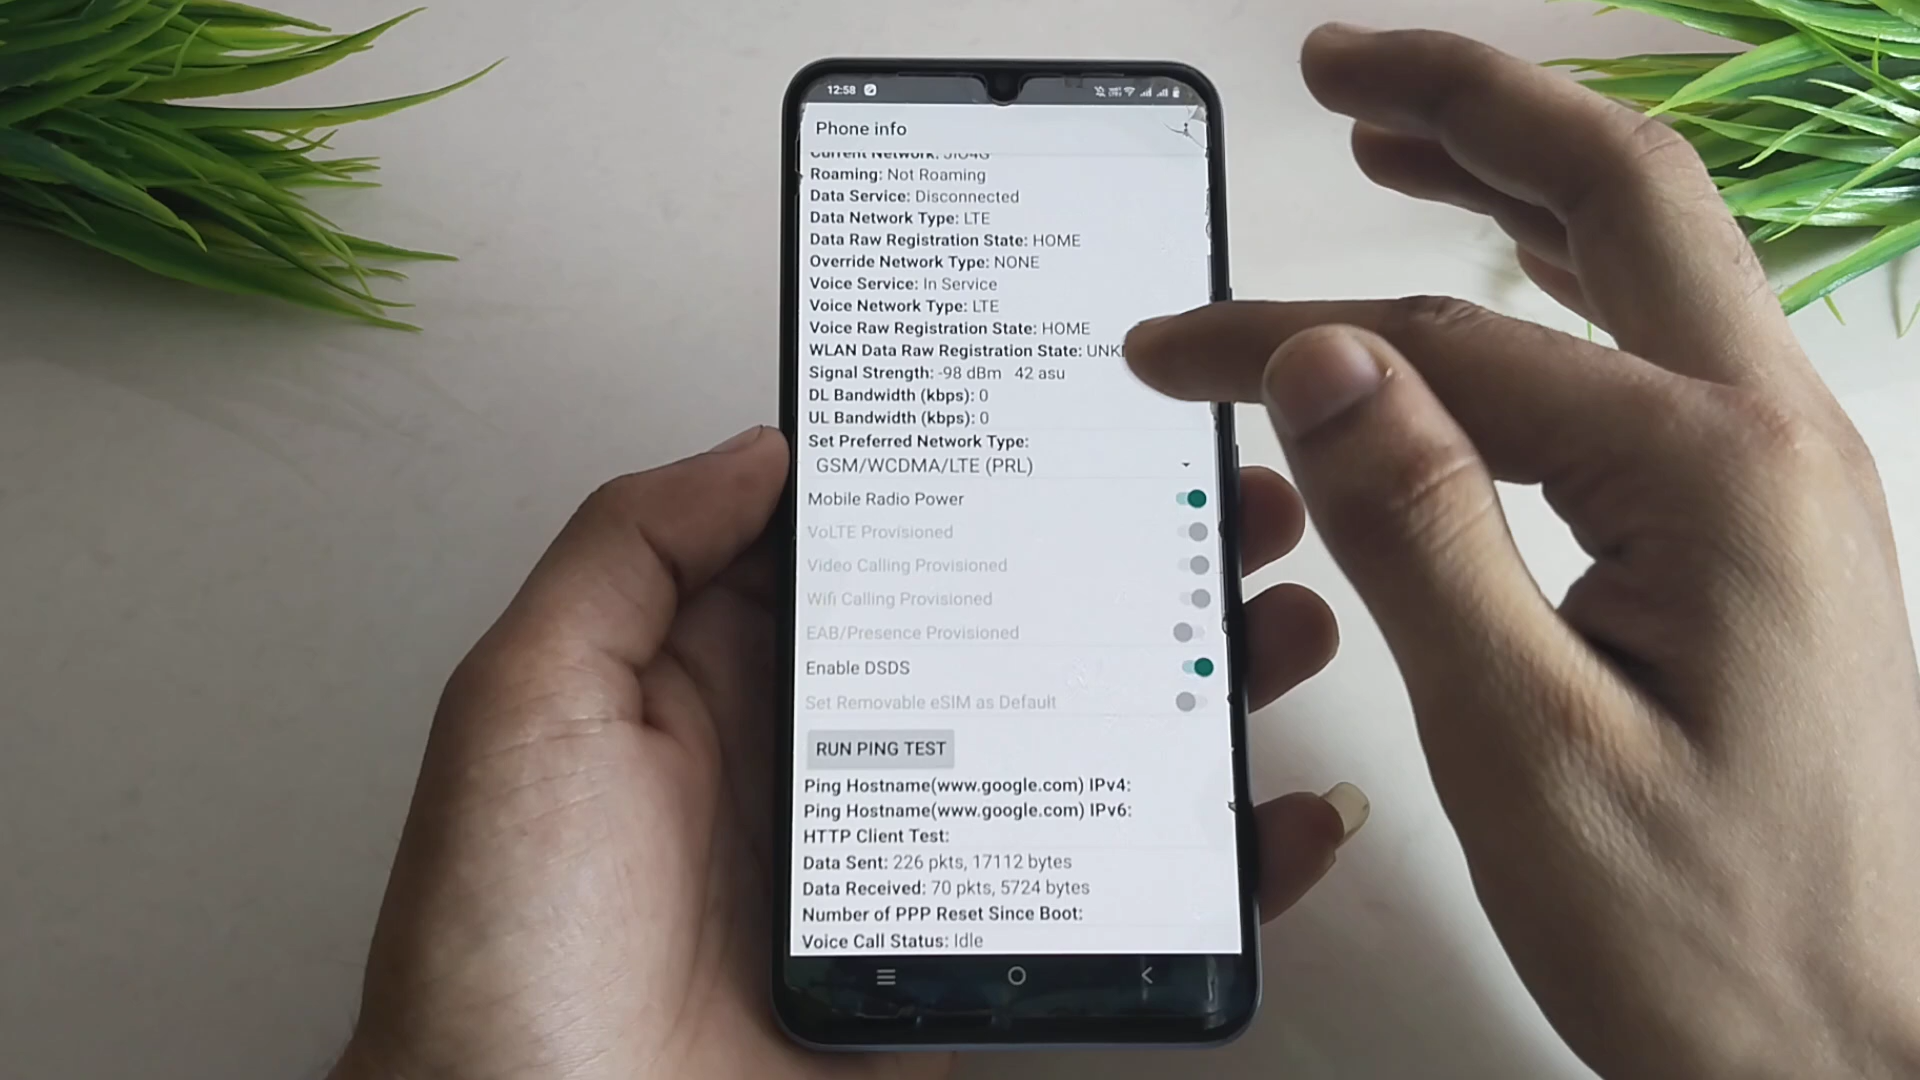 12:58
Phone info
Current Network: JIO4G
Roaming: Not Roaming
Data Service: Disconnected
Data Network Type: LTE
Data Raw Registration State: HOME
Override Network Type: NONE
Voice Service: In Service
Voice Network Type: LTE
Voice Raw Registration State: HOME
WLAN Data Raw Registration State:
Signal Strength: -98 dBm 42 asu
DL Bandwidth (kbps): 0
UL Bandwidth (kbps): 0
Set Preferred Network Type:
GSM/WCDMA/LTE (PRL)
Mobile Radio Power
VoLTE Provisioned
Video Calling Provisioned
Wifi Calling Provisioned
EAB/Presence Provisioned
Enable DSDS
Set Removable eSIM as Default
RUN PING TEST
Ping Hostname(www.google.com) IPv4:
Ping Hostname(www.google.com) IPv6:
HTTP Client Test:
Data Sent: 226 pkts, 17112 bytes
Data Received: 70 pkts, 5724 bytes
Number of PPP Reset Since Boot:
Voice Call Status: Idle